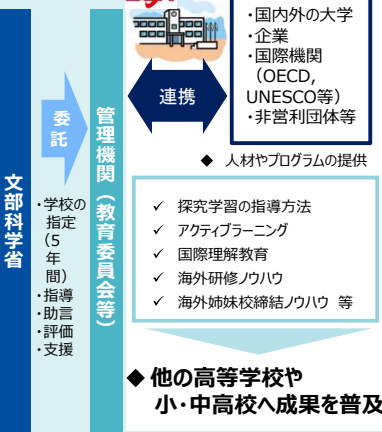 文部科学省
委託
・学校の
指定
(5
年
間)
・指導
・助言
・評価
・支援
管理機関(教育委員会等)
連携
・国内外の大学
・企業
・国際機関
(OECD,
UNESCO等)
・非営利団体等
◆ 人材やプログラムの提供
✓ 探究学習の指導方法
✓ アクティブラーニング
✓ 国際理解教育
✓ 海外研修ノウハウ
✓ 海外姉妹校締結ノウハウ 等
◆ 他の高等学校や
小・中高校へ成果を普及